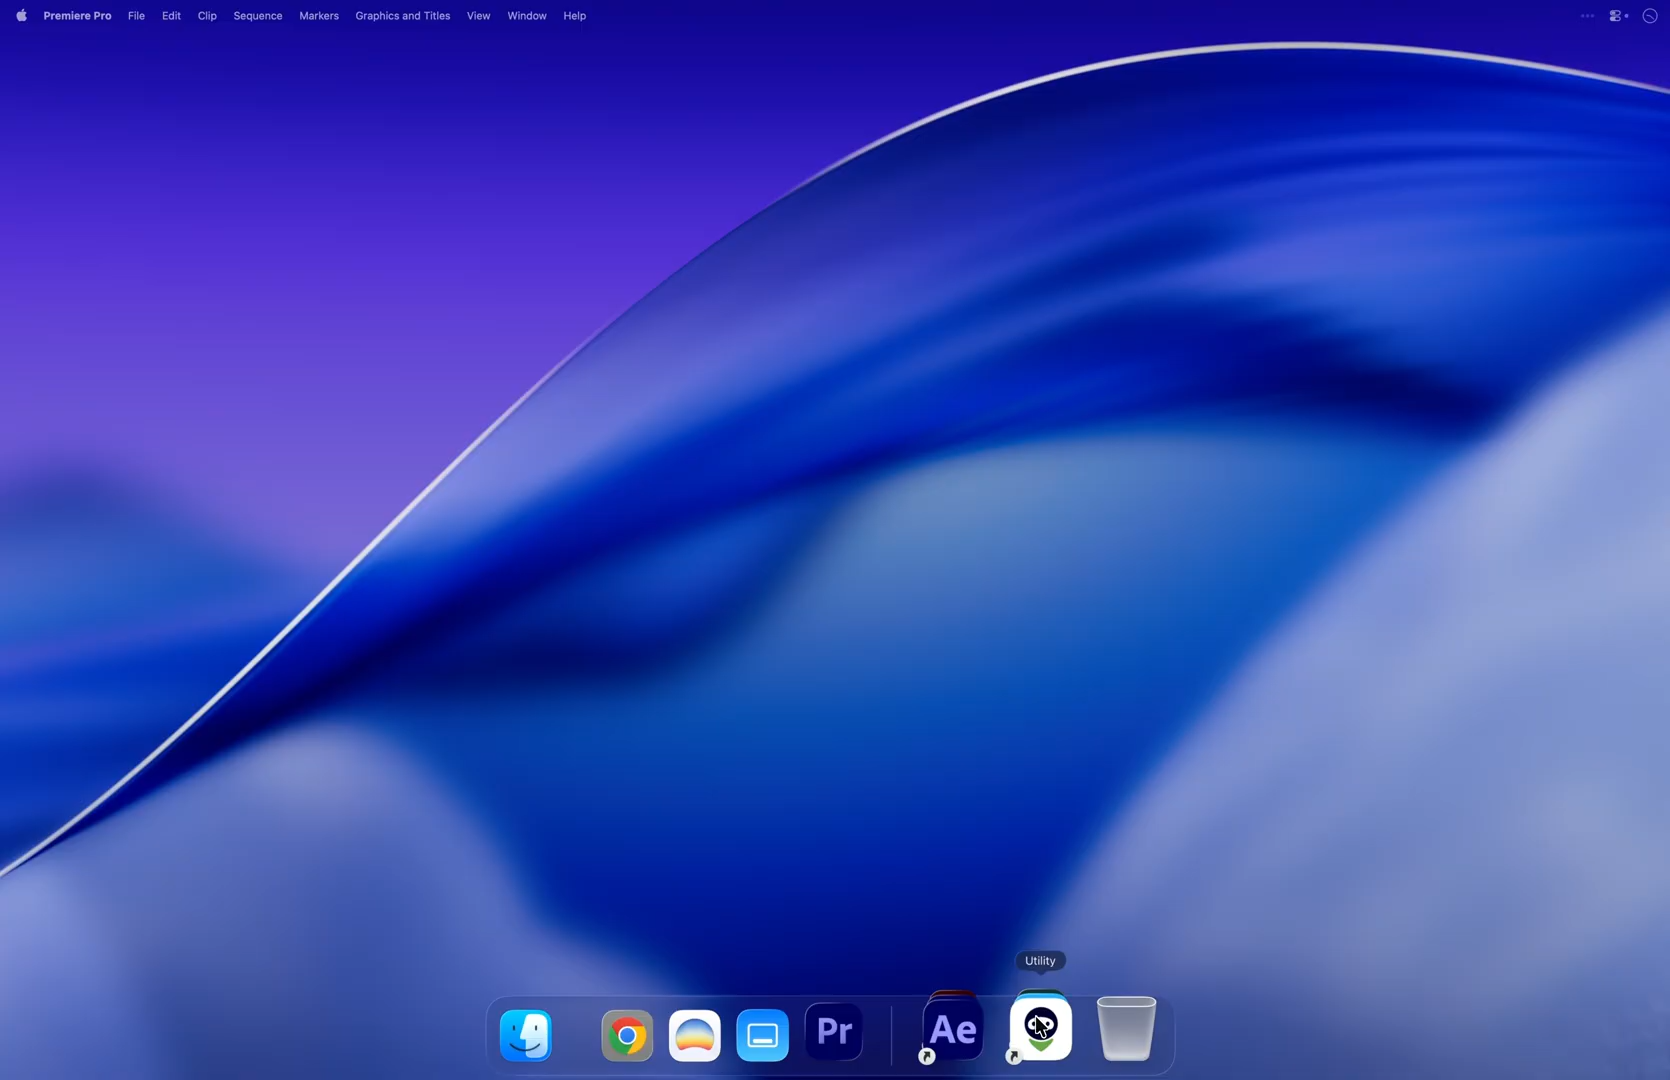 Premiere Pro File Edit Clip Sequence Markers Graphics and Titles View Window Help
Utility
Pr
Ae